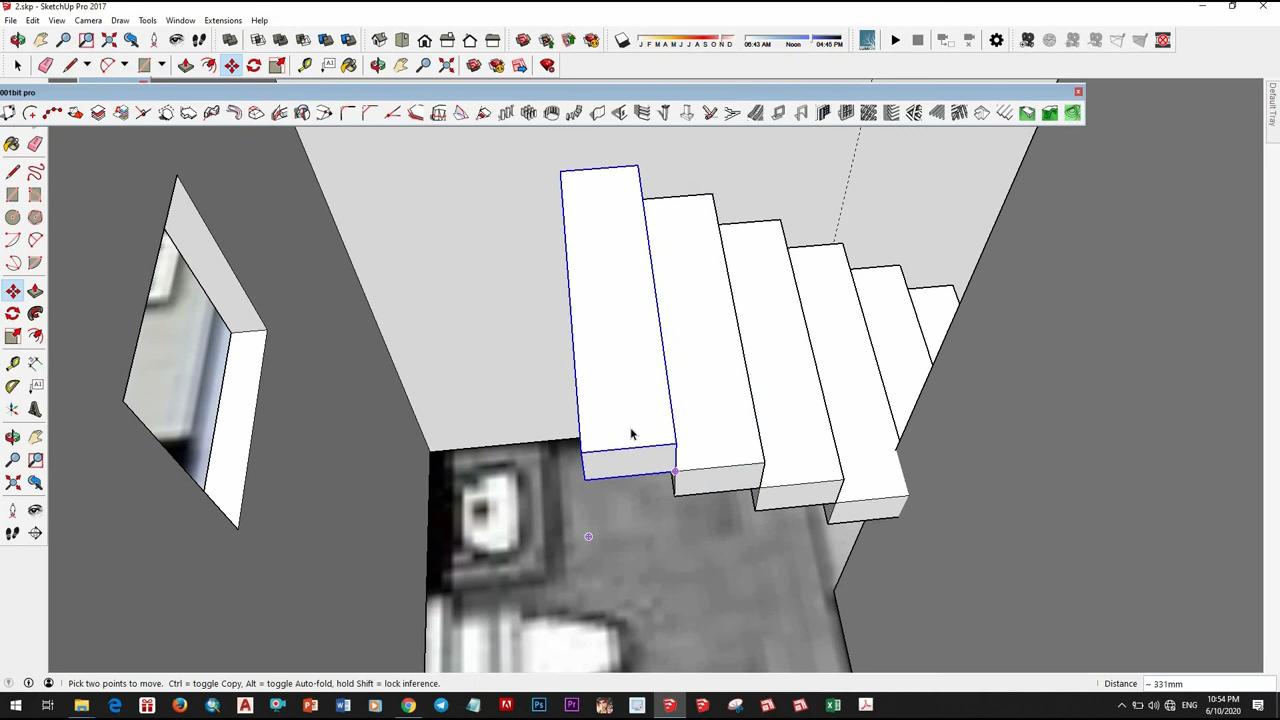 2.skp - SketchUp Pro 2017
File Edit View Camera Draw Tools Window Extensions Help
J F M A M J J A S O N D 06:43 AM Noon 04:45 PM
001bit pro
Default Tray
Pick two points to move. Ctrl = toggle Copy, Alt = toggle Auto-fold, hold Shift = lock inference. Distance ~ 331mm
ENG 10:54 PM
6/10/2020